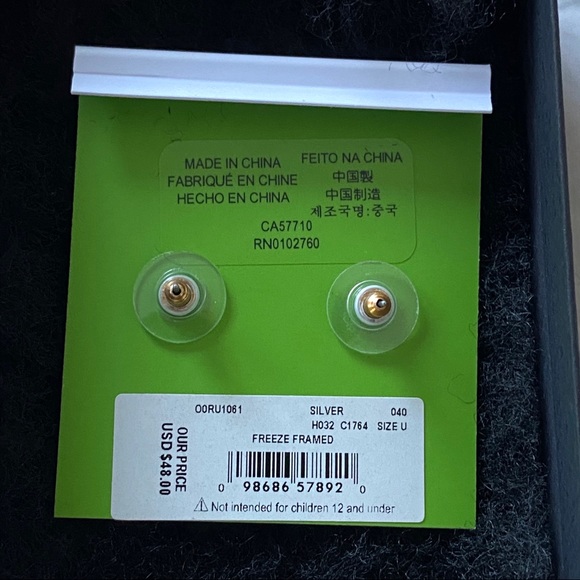 MADE IN CHINA
FABRIQUÉ EN CHINE
HECHO EN CHINA
FEITO NA CHINA
中国製
中国制造
제조국명:중국
CA57710
RN0102760
O0RU1061 SILVER 040
H032 C1764 SIZE U
FREEZE FRAMED
OUR PRICE
USD $48.00
0 98686 57892 0
⚠ Not intended for children 12 and under